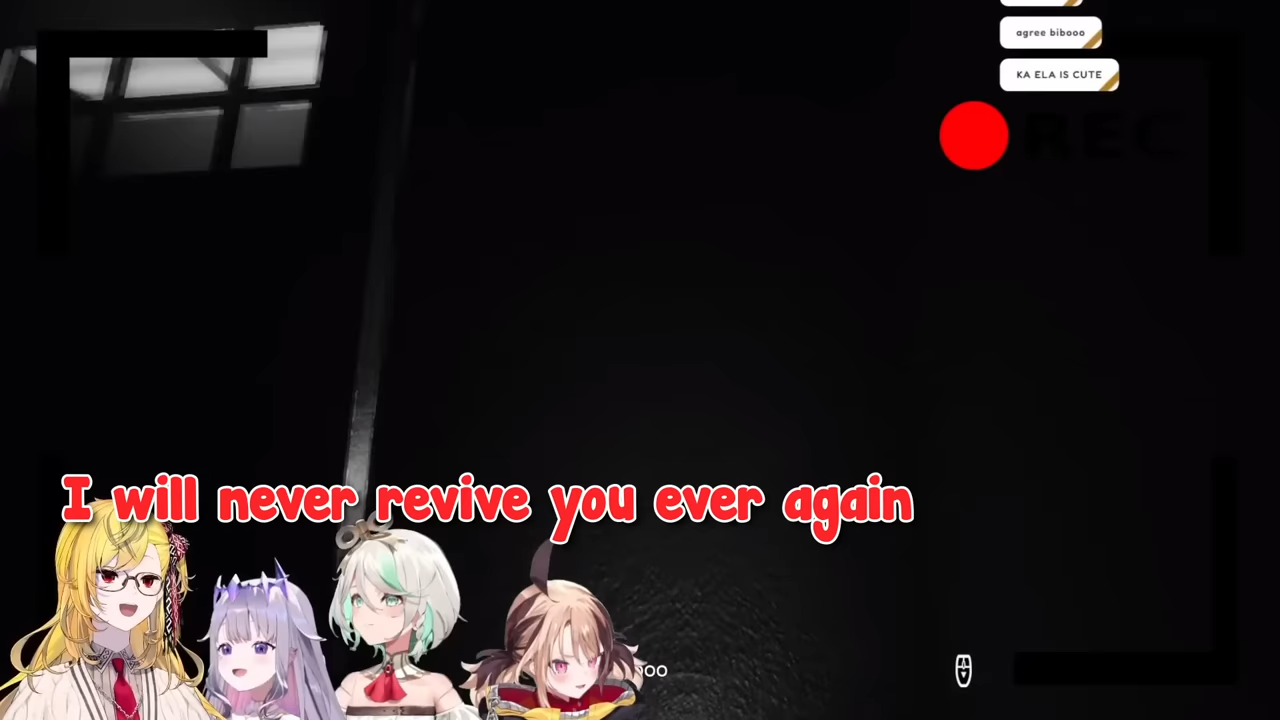 agree bibooo
KA ELA IS CUTE
REC
I will never revive you ever again